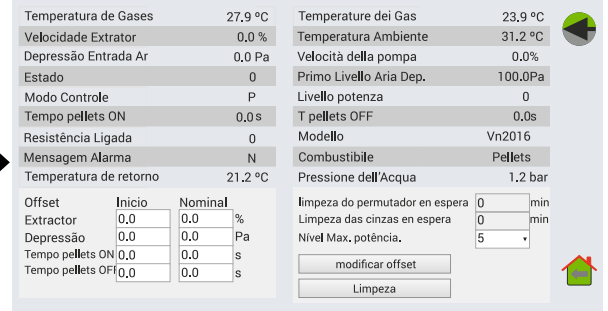 Temperatura de Gases 27.9 ºC
Velocidade Extrator 0.0 %
Depressão Entrada Ar 0.0 Pa
Estado 0
Modo Controle P
Tempo pellets ON 0.0 s
Resistência Ligada 0
Mensagem Alarma N
Temperatura de retorno 21.2 ºC
Offset Inicio Nominal
Extractor 0.0 0.0 %
Depressão 0.0 0.0 Pa
Tempo pellets ON 0.0 0.0 s
Tempo pellets OFF 0.0 0.0 s
Temperature dei Gas 23.9 ºC
Temperatura Ambiente 31.2 ºC
Velocità della pompa 0.0%
Primo Livello Aria Dep. 100.0Pa
Livello potenza 0
T pellets OFF 0.0s
Modello Vn2016
Combustibile Pellets
Pressione dell'Acqua 1.2 bar
limpeza do permutador en espera 0 min
Limpeza das cinzas en espera 0 min
Nível Max. potência. 5
modificar offset
Limpeza